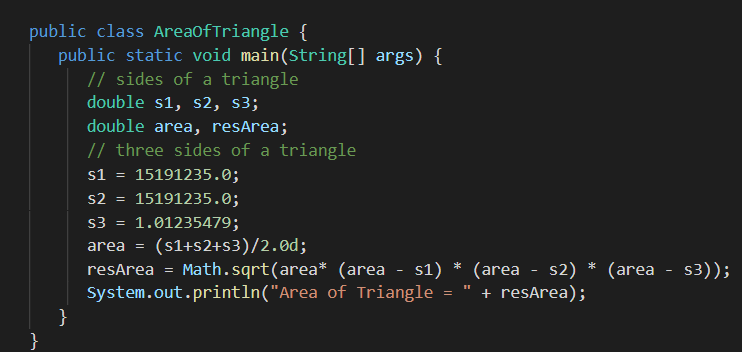 public class AreaOfTriangle {
public static void main(String[] args) {
// sides of a triangle
double s1, s2, s3;
double area, resArea;
// three sides of a triangle
s1 = 15191235.0;
s2 = 15191235.0;
s3 = 1.01235479;
area = (s1+s2+s3)/2.0d;
resArea = Math.sqrt(area* (area - s1) * (area - s2) * (area - s3));
System.out.println("Area of Triangle = " + resArea);
}
}